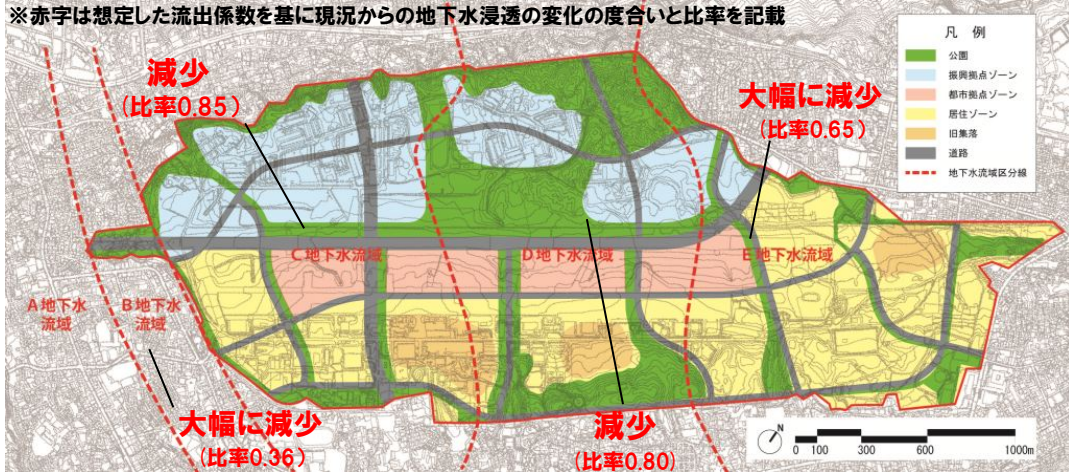 ※赤字は想定した流出係数を基に現況からの地下水浸透の変化の度合いと比率を記載
凡 例
公園
振興拠点ゾーン
都市拠点ゾーン
居住ゾーン
旧集落
道路
地下水流域区分線
減少
(比率0.85)
大幅に減少
(比率0.65)
C地下水流域
D地下水流域
E地下水流域
A地下水
流域
B地下水
流域
大幅に減少
(比率0.36)
減少
(比率0.80)
N
0 100 300 600 1000m